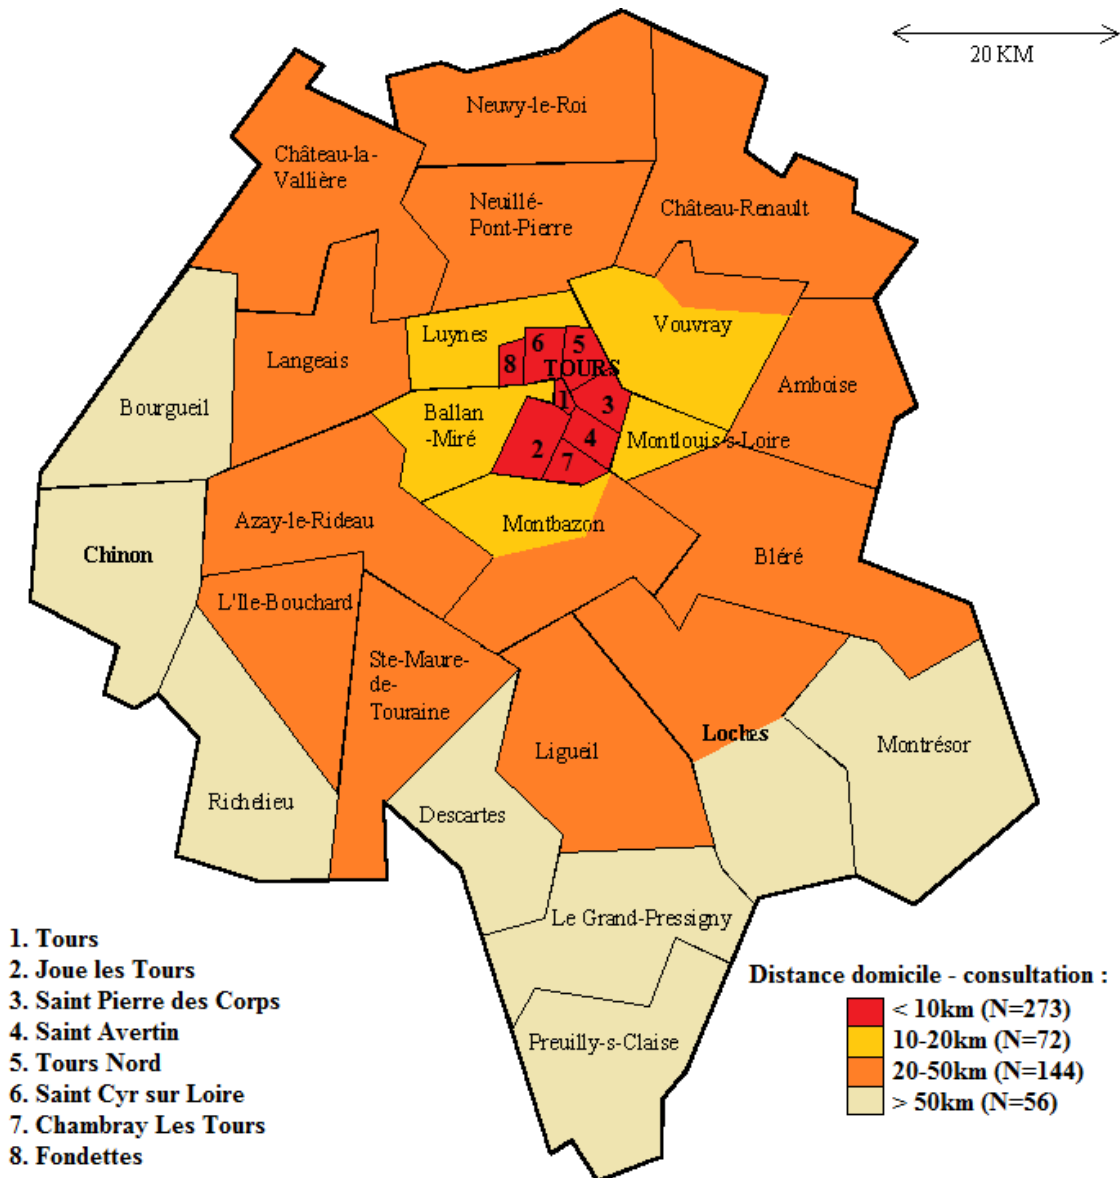 20 KM
Neuvy-le-Roi
Château-la-
Vallière
Neuillé-
Pont-Pierre
Château-Renault
Luynes
Vouvray
6
5
8
TOURS
Langeais
Amboise
1
3
Bourgueil
Ballan
-Miré
2
4
7
Montlouis-s-Loire
Azay-le-Rideau
Montbazon
Chinon
Bléré
L'Ile-Bouchard
Ste-Maure-
de-
Touraine
Loches
Ligueil
Montrésor
Richelieu
Descartes
Le Grand-Pressigny
Preuilly-s-Claise
1. Tours
2. Joue les Tours
3. Saint Pierre des Corps
4. Saint Avertin
5. Tours Nord
6. Saint Cyr sur Loire
7. Chambray Les Tours
8. Fondettes
Distance domicile - consultation :
< 10km (N=273)
10-20km (N=72)
20-50km (N=144)
> 50km (N=56)